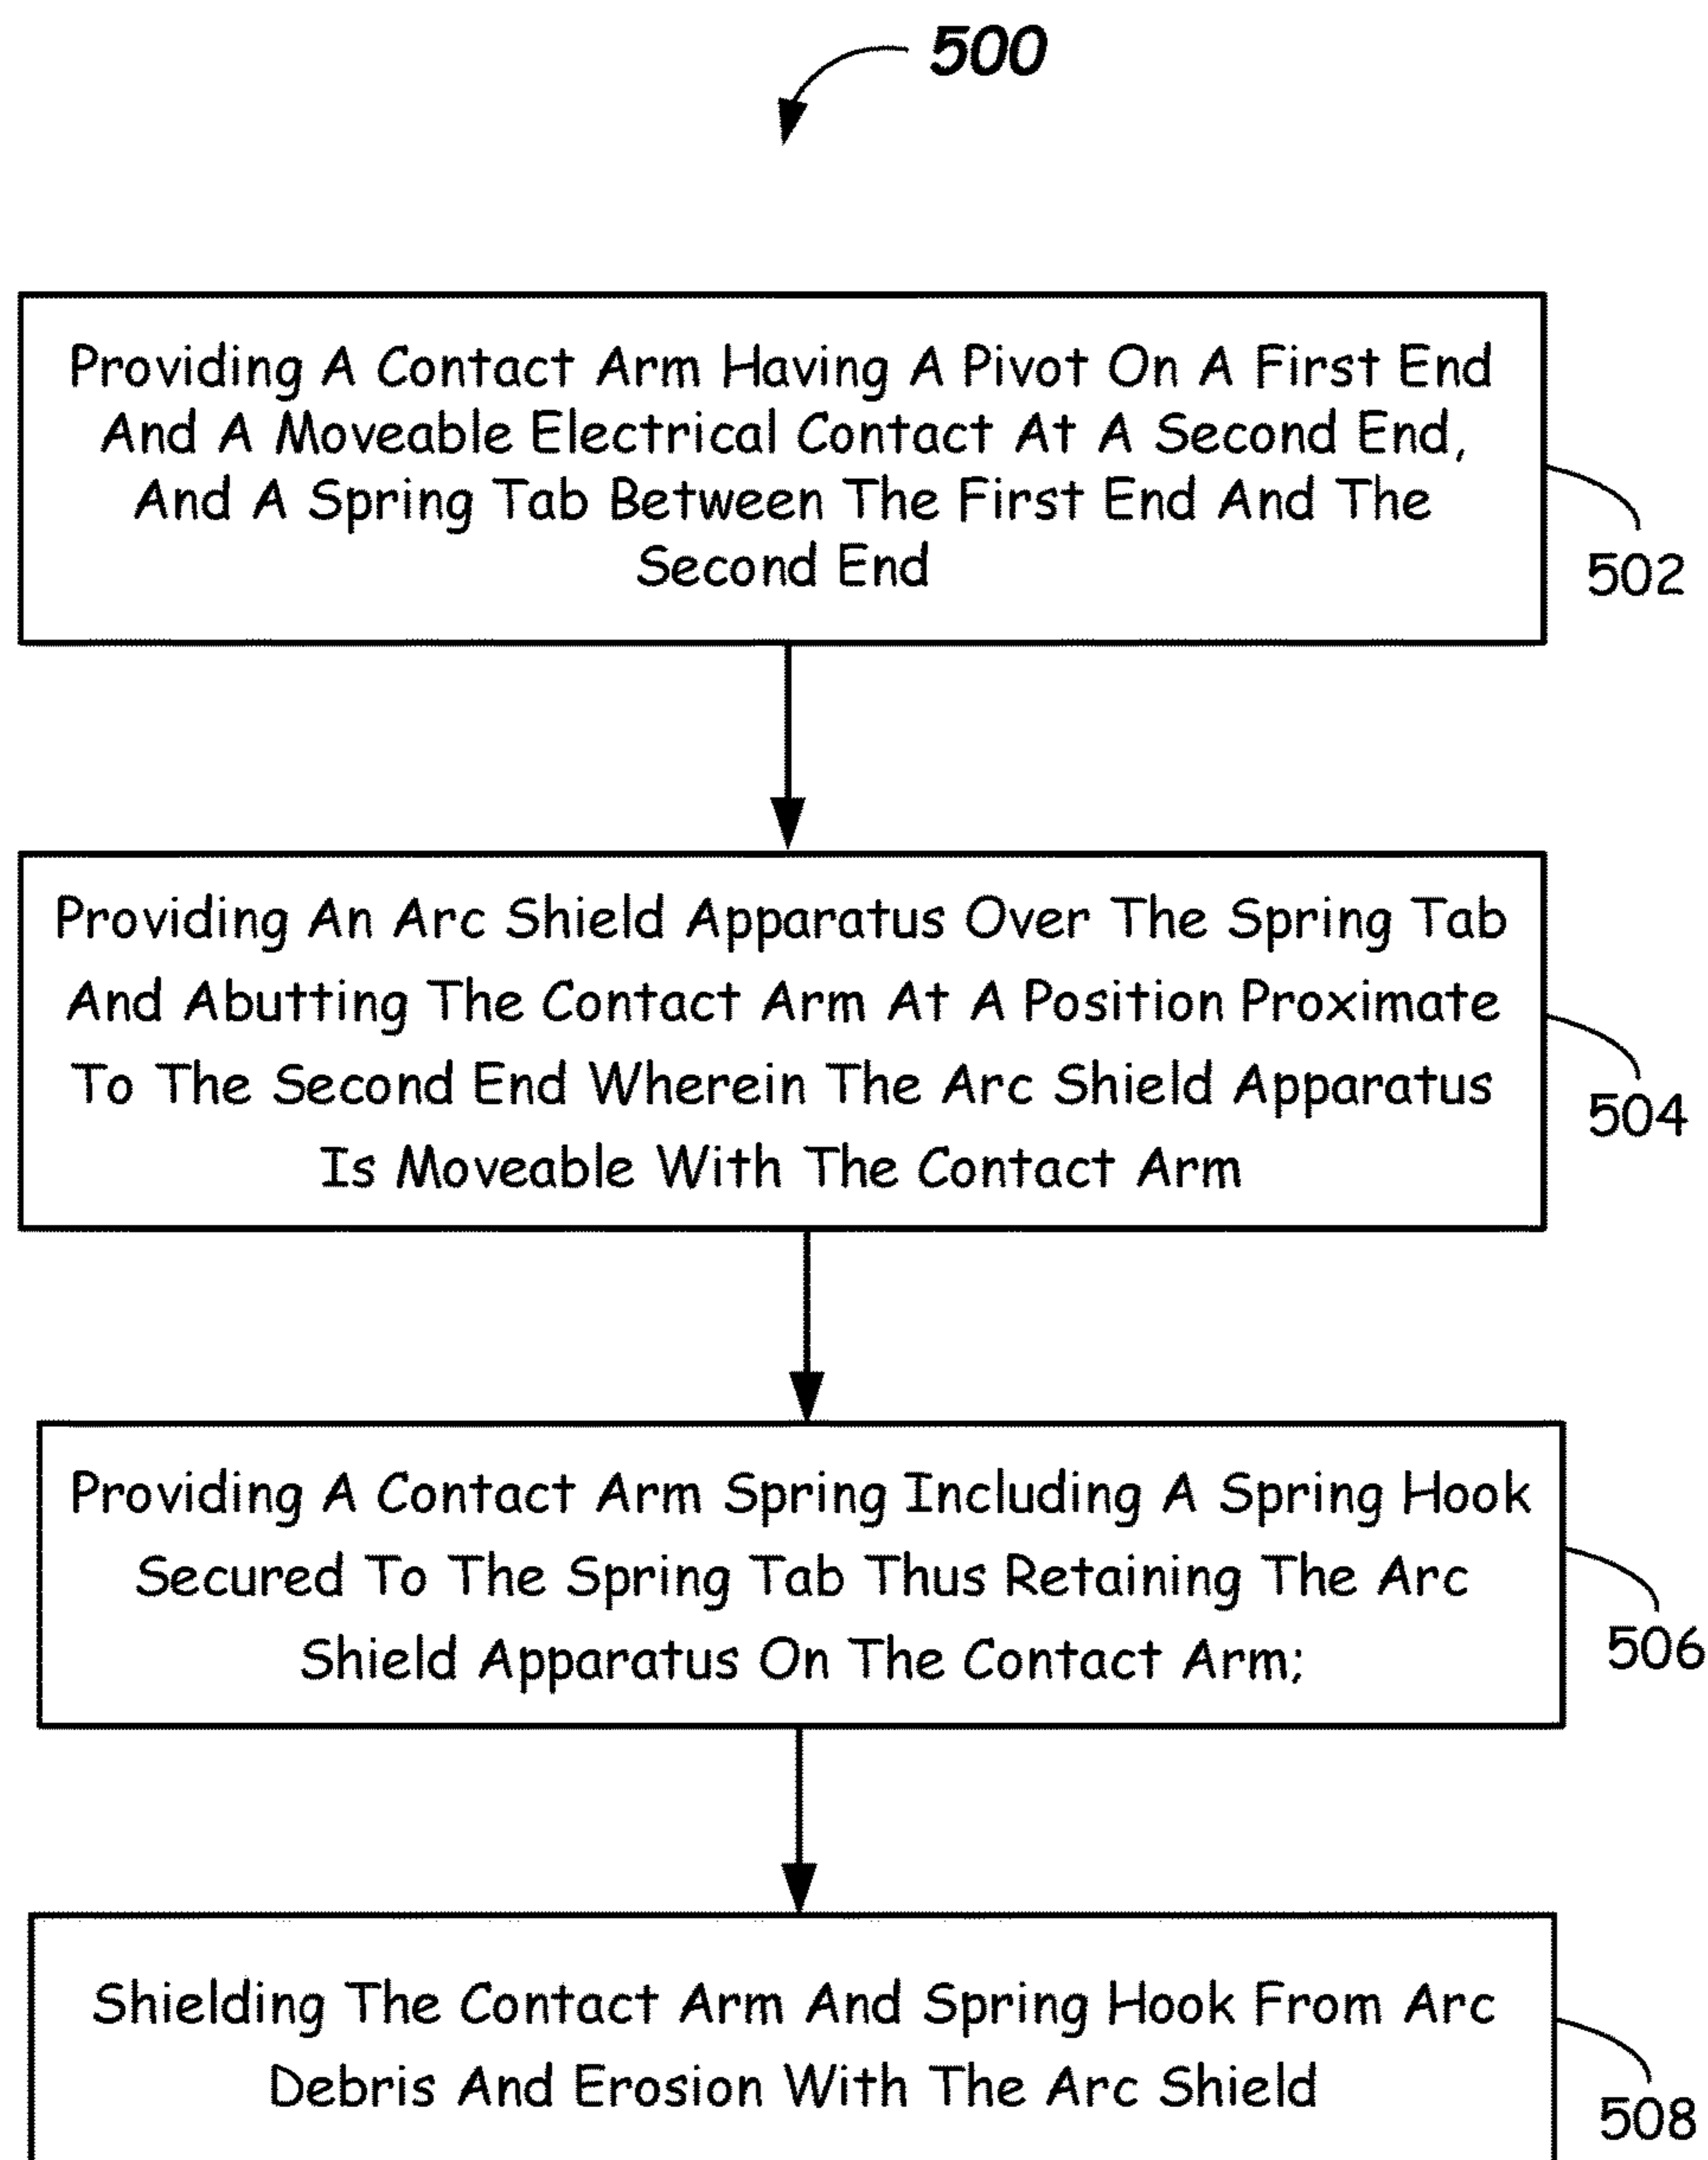 500
Providing A Contact Arm Having A Pivot On A First End
And A Moveable Electrical Contact At A Second End,
And A Spring Tab Between The First End And The
Second End
502
Providing An Arc Shield Apparatus Over The Spring Tab
And Abutting The Contact Arm At A Position Proximate
To The Second End Wherein The Arc Shield Apparatus
Is Moveable With The Contact Arm
504
Providing A Contact Arm Spring Including A Spring Hook
Secured To The Spring Tab Thus Retaining The Arc
Shield Apparatus On The Contact Arm;
506
Shielding The Contact Arm And Spring Hook From Arc
Debris And Erosion With The Arc Shield
508